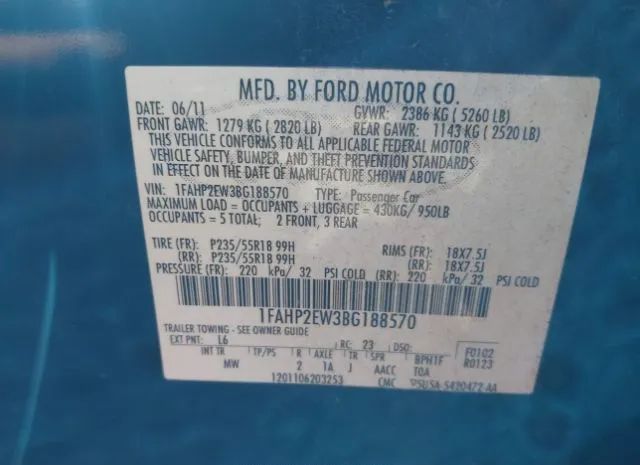 MFD. BY FORD MOTOR CO.
DATE: 06/11 GVWR: 2386 KG ( 5260 LB)
FRONT GAWR: 1279 KG ( 2820 LB) REAR GAWR: 1143 KG ( 2520 LB)
THIS VEHICLE CONFORMS TO ALL APPLICABLE FEDERAL MOTOR
VEHICLE SAFETY, BUMPER, AND THEFT PREVENTION STANDARDS
IN EFFECT ON THE DATE OF MANUFACTURE SHOWN ABOVE.
VIN: 1FAHP2EW3BG188570 TYPE: Passenger Car
MAXIMUM LOAD = OCCUPANTS + LUGGAGE = 430KG/ 950LB
OCCUPANTS = 5 TOTAL; 2 FRONT, 3 REAR
TIRE (FR): P235/55R18 99H RIMS (FR): 18X7.5J
(RR): P235/55R18 99H (RR): 18X7.5J
PRESSURE (FR): 220 kPa/ 32 PSI COLD (RR): 220 kPa/ 32 PSI COLD
1FAHP2EW3BG188570
TRAILER TOWING - SEE OWNER GUIDE
EXT PNT: L6 RC: 23 DSO: F0102
INT TR TP/PS R AXLE TR SPR BPHTF R0123
MW 2 1A J AACC TOA
1201106203253 CMC 5U5A-5420472-AA